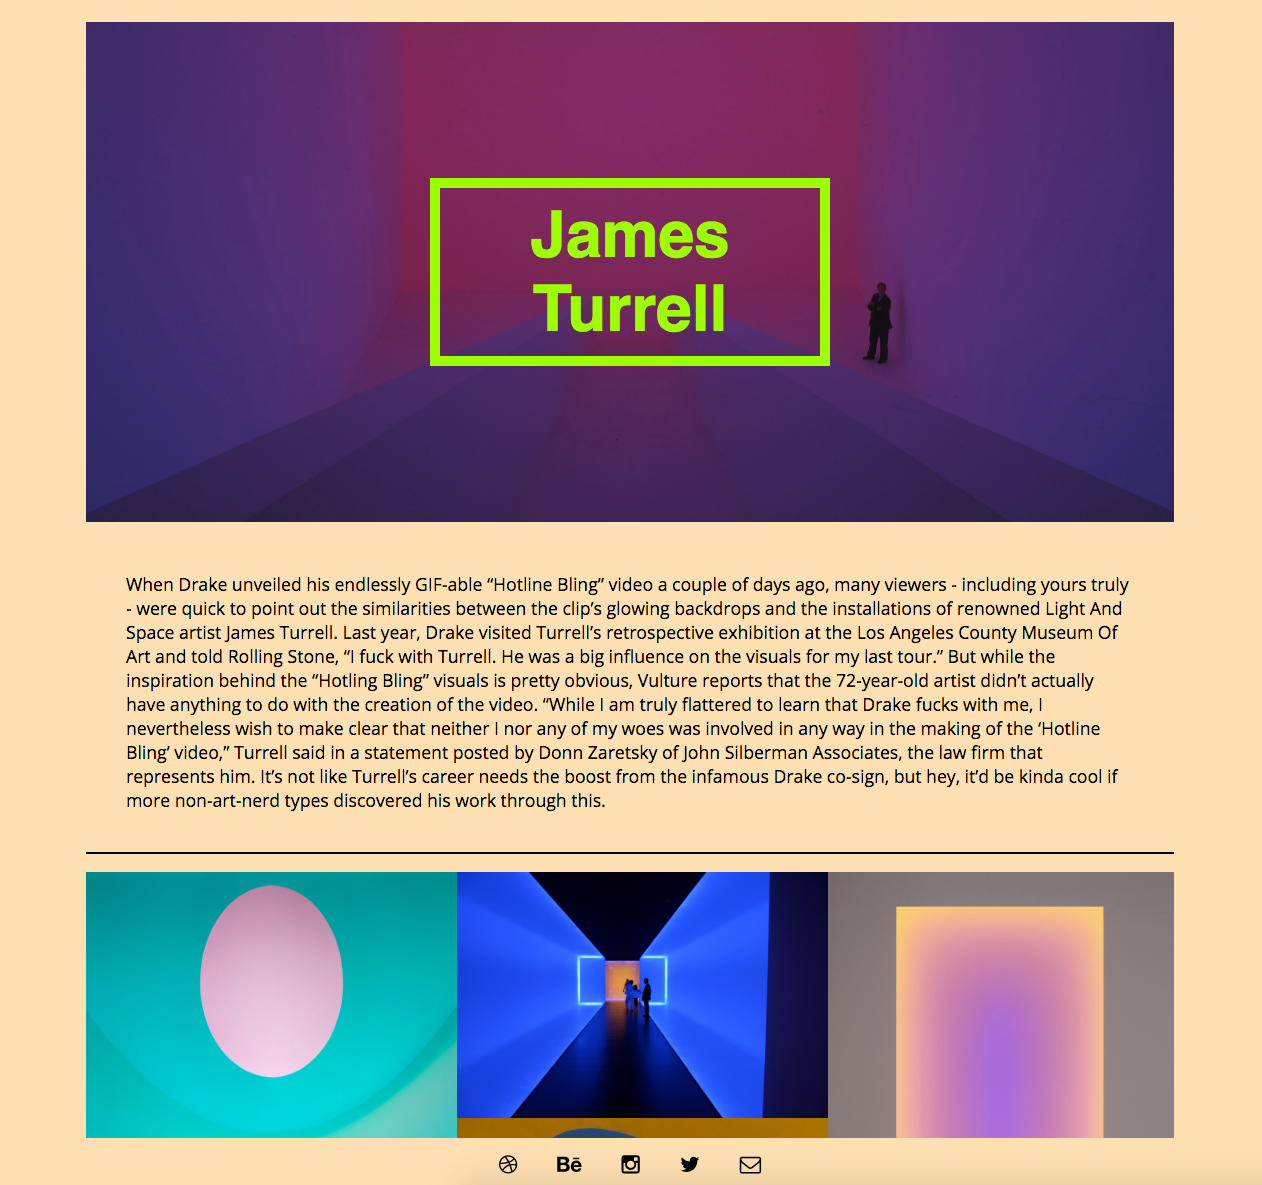 James
Turrell
When Drake unveiled his endlessly GIF-able “Hotline Bling” video a couple of days ago, many viewers - including yours truly
- were quick to point out the similarities between the clip’s glowing backdrops and the installations of renowned Light And
Space artist James Turrell. Last year, Drake visited Turrell’s retrospective exhibition at the Los Angeles County Museum Of
Art and told Rolling Stone, “I fuck with Turrell. He was a big influence on the visuals for my last tour.” But while the
inspiration behind the “Hotling Bling” visuals is pretty obvious, Vulture reports that the 72-year-old artist didn’t actually
have anything to do with the creation of the video. “While I am truly flattered to learn that Drake fucks with me, I
nevertheless wish to make clear that neither I nor any of my woes was involved in any way in the making of the ‘Hotline
Bling’ video,” Turrell said in a statement posted by Donn Zaretsky of John Silberman Associates, the law firm that
represents him. It’s not like Turrell’s career needs the boost from the infamous Drake co-sign, but hey, it’d be kinda cool if
more non-art-nerd types discovered his work through this.
Bē